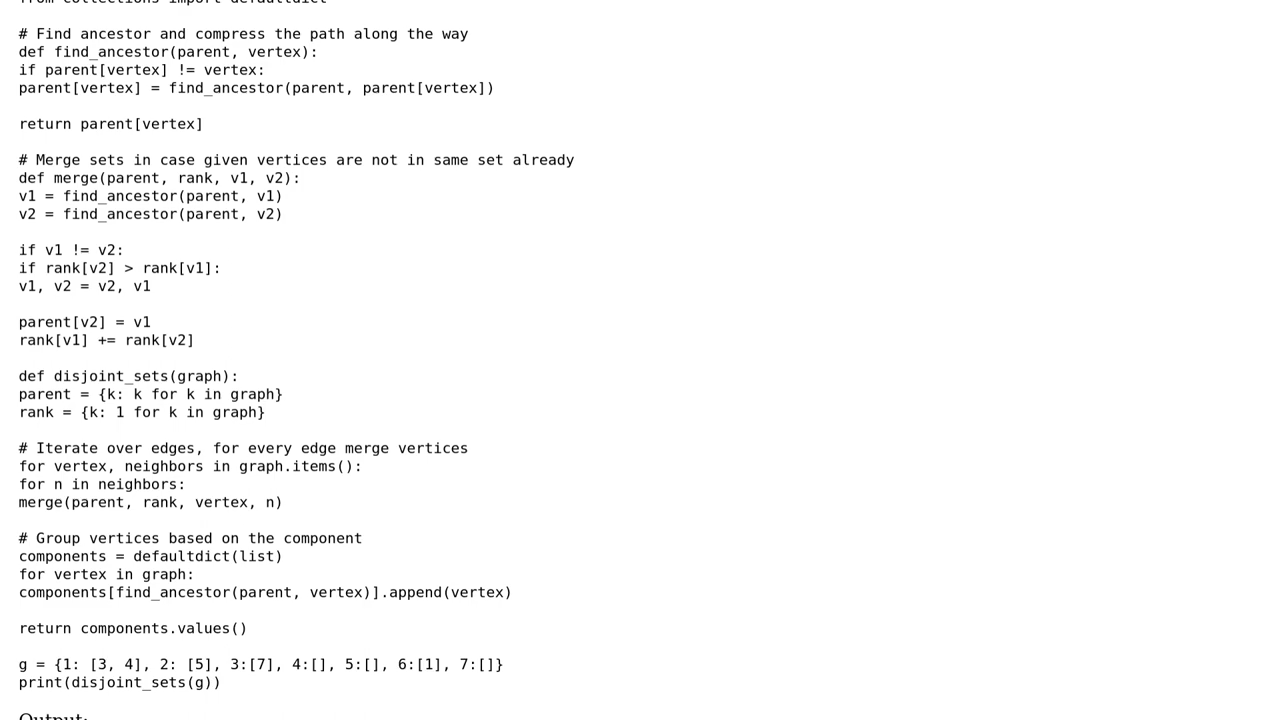 from collections import defaultdict
# Find ancestor and compress the path along the way
def find_ancestor(parent, vertex):
if parent[vertex] != vertex:
parent[vertex] = find_ancestor(parent, parent[vertex])
return parent[vertex]
# Merge sets in case given vertices are not in same set already
def merge(parent, rank, v1, v2):
v1 = find_ancestor(parent, v1)
v2 = find_ancestor(parent, v2)
if v1 != v2:
if rank[v2] > rank[v1]:
v1, v2 = v2, v1
parent[v2] = v1
rank[v1] += rank[v2]
def disjoint_sets(graph):
parent = {k: k for k in graph}
rank = {k: 1 for k in graph}
# Iterate over edges, for every edge merge vertices
for vertex, neighbors in graph.items():
for n in neighbors:
merge(parent, rank, vertex, n)
# Group vertices based on the component
components = defaultdict(list)
for vertex in graph:
components[find_ancestor(parent, vertex)].append(vertex)
return components.values()
g = {1: [3, 4], 2: [5], 3:[7], 4:[], 5:[], 6:[1], 7:[]}
print(disjoint_sets(g))
Output: